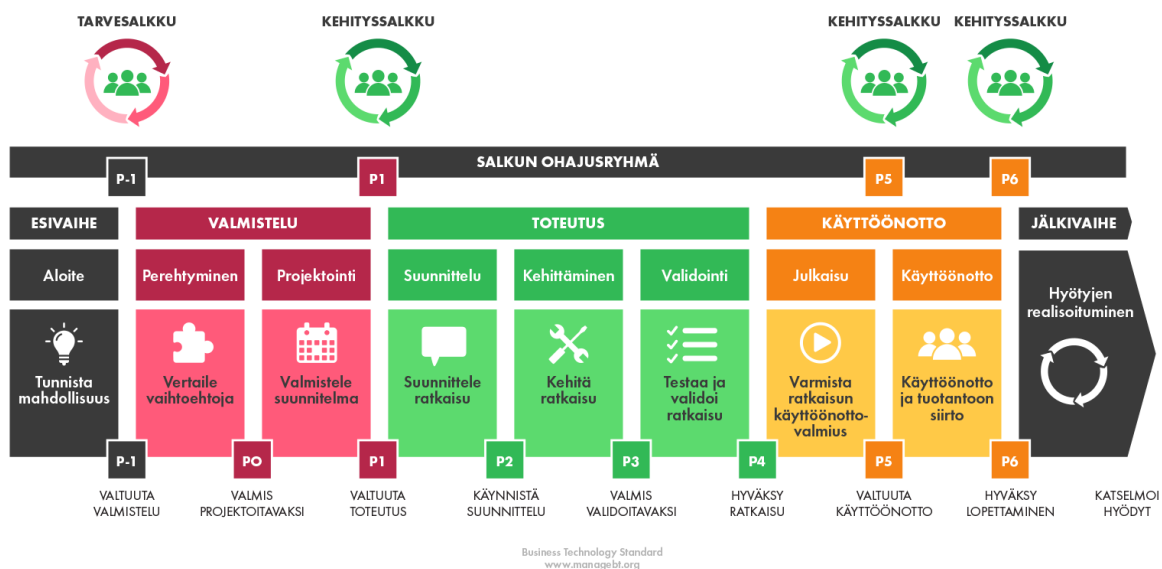 TARVESALKKU
KEHITYSSALKKU
KEHITYSSALKKU
KEHITYSSALKKU
SALKUN OHAJUSRYHMÄ
P-1
P1
P5
P6
ESIVAIHE
VALMISTELU
TOTEUTUS
KÄYTTÖÖNOTTO
JÄLKIVAIHE
Aloite
Perehtyminen
Projektointi
Suunnittelu
Kehittäminen
Validointi
Julkaisu
Käyttöönotto
Hyötyjen
realisoituminen
Tunnista
mahdollisuus
Vertaile
vaihtoehtoja
Valmistele
suunnitelma
Suunnittele
ratkaisu
Kehitä
ratkaisu
Testaa ja
validoi
ratkaisu
Varmista
ratkaisun
käyttöönotto-
valmius
Käyttöönotto
ja tuotantoon
siirto
P-1
PO
P1
P2
P3
P4
P5
P6
VALTUUTA
VALMISTELU
VALMIS
PROJEKTOITAVAKSI
VALTUUTA
TOTEUTUS
KÄYNNISTÄ
SUUNNITTELU
VALMIS
VALIDOITAVAKSI
HYVÄKSY
RATKAISU
VALTUUTA
KÄYTTÖÖNOTTO
HYVÄKSY
LOPETTAMINEN
KATSELMOI
HYÖDYT
Business Technology Standard
www.managebt.org